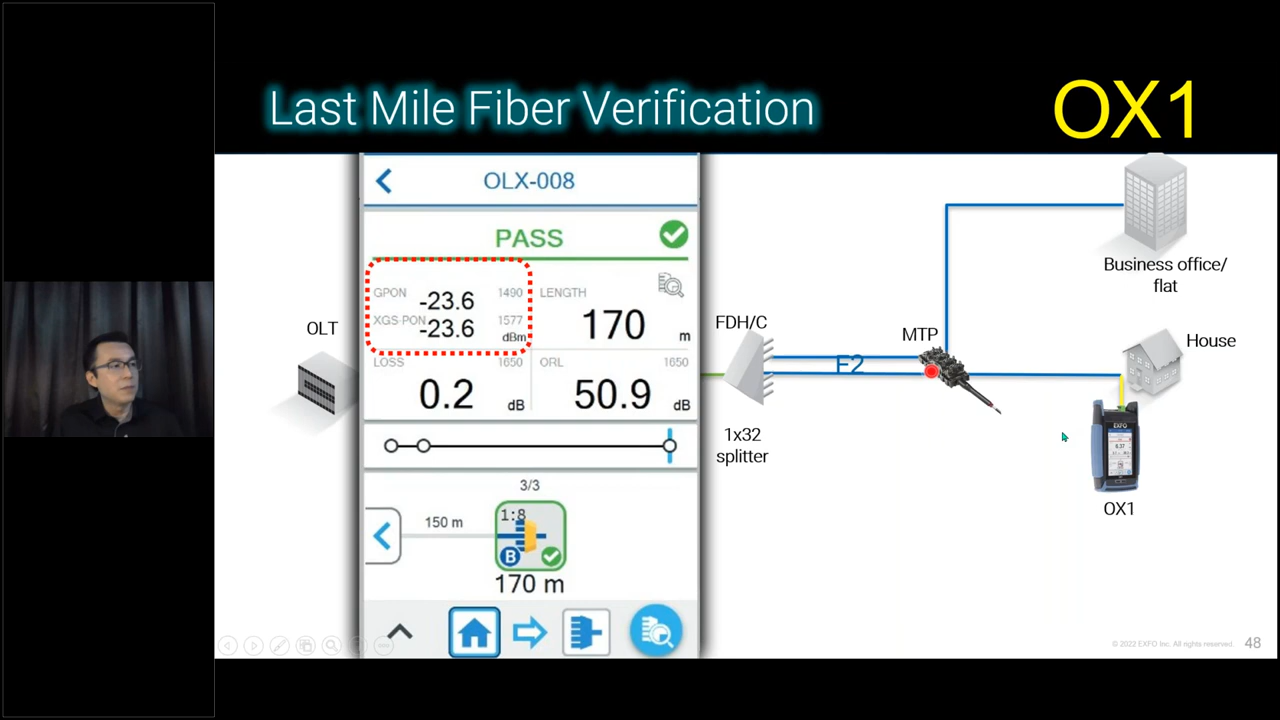 Last Mile Fiber Verification
OX1
OLX-008
PASS
GPON
-23.6
1490
XGS-PON
-23.6
1577
dBm
LENGTH
170
m
LOSS
1650
0.2
dB
ORL
1650
50.9
dB
3/3
150 m
1:8
B
170 m
OLT
FDH/C
1x32
splitter
F2
MTP
Business office/
flat
House
EXFO
OX1
© 2022 EXFO Inc. All rights reserved.
48